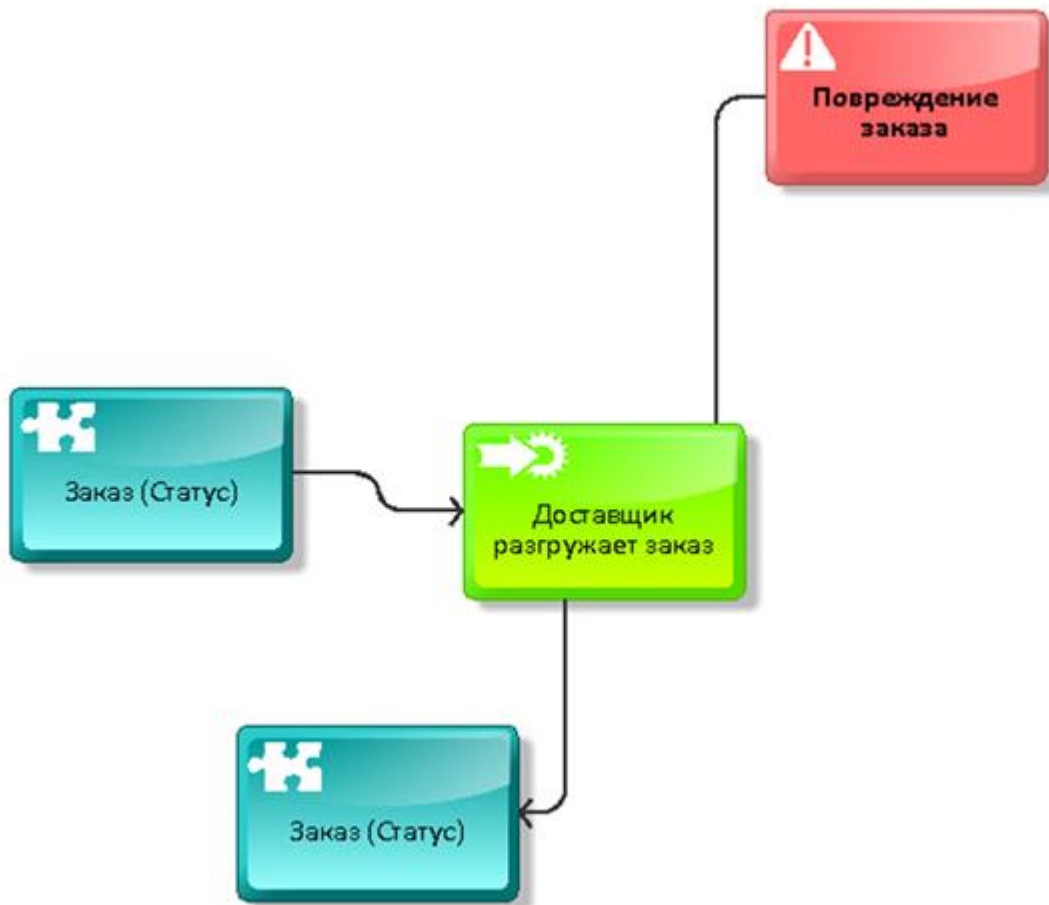 Повреждение
заказа
Заказ (Статус)
Доставщик
разгружает заказ
Заказ (Статус)